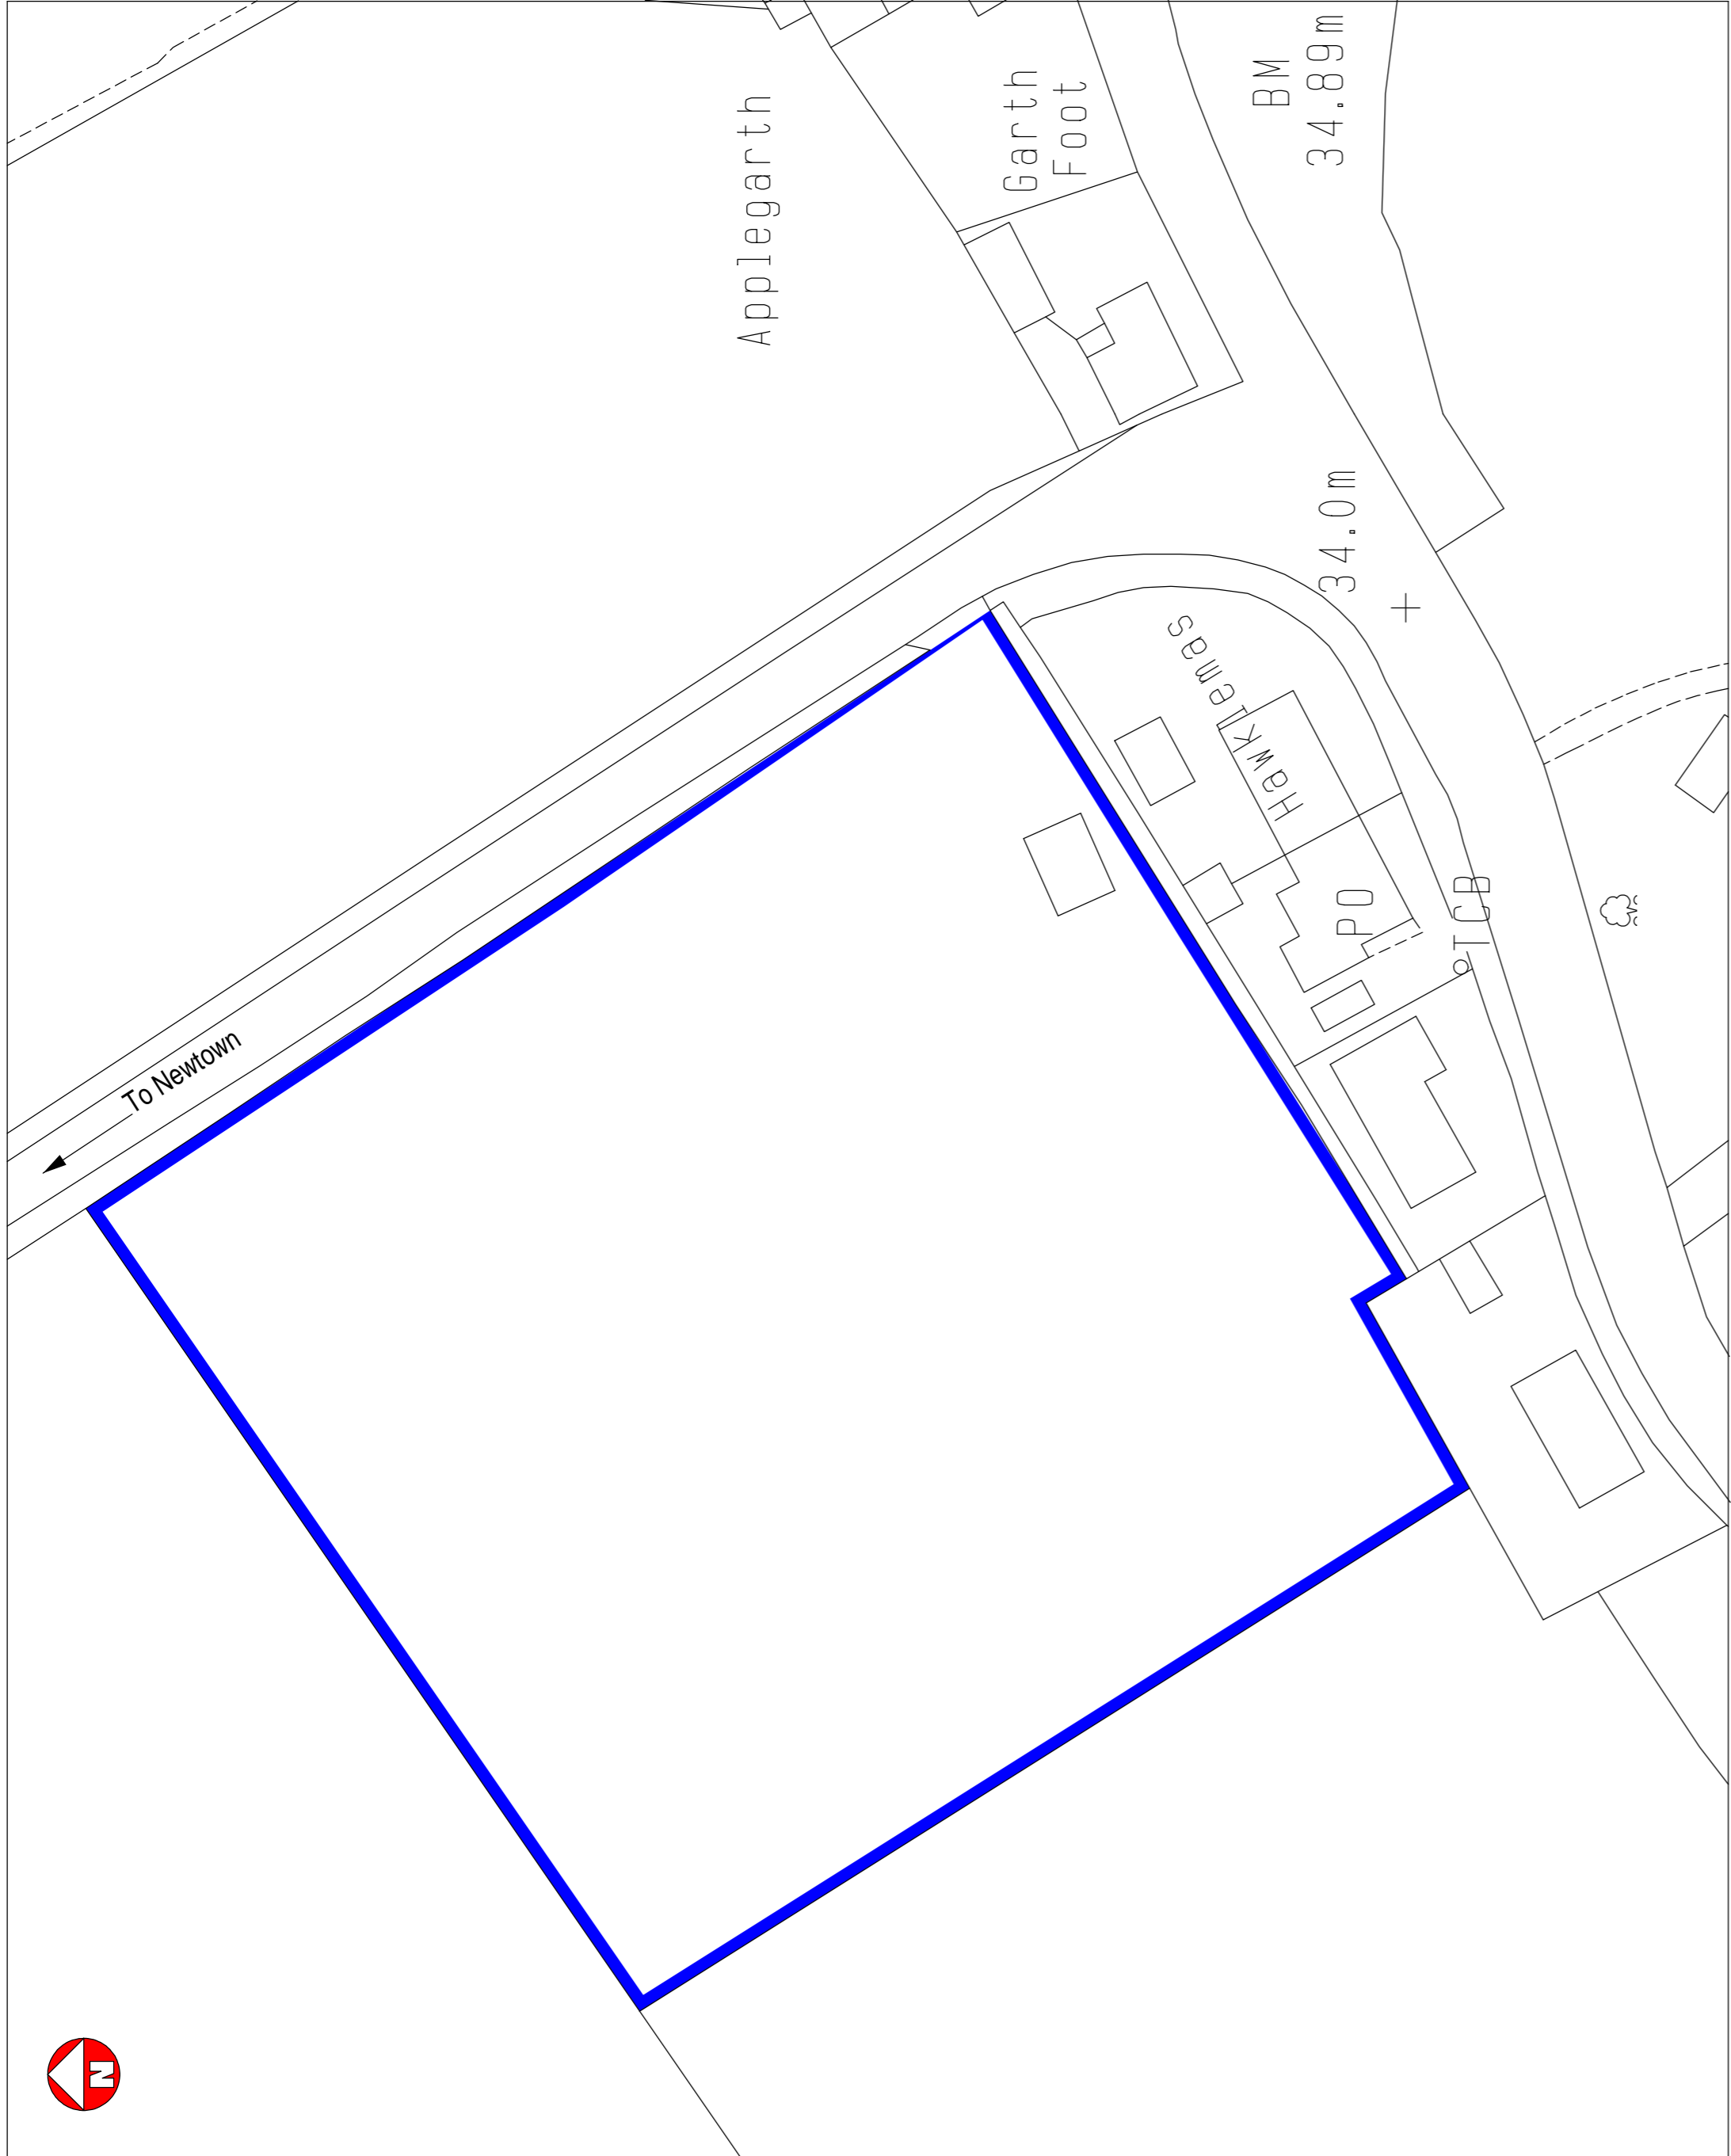 Applegarth
Garth
Foot
BM
34.89m
34.0m
Hawklemas
PO
TCB
To Newtown
N